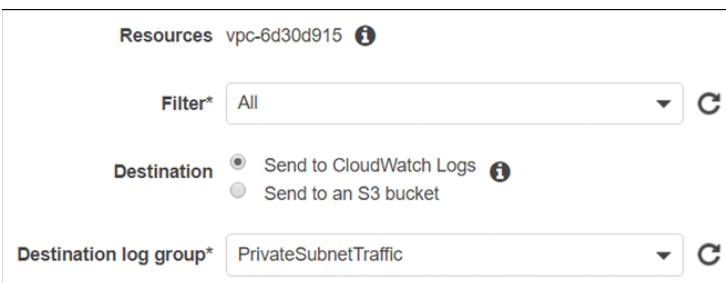 Resources vpc-6d30d915
Filter* All
Destination Send to CloudWatch Logs
Send to an S3 bucket
Destination log group* PrivateSubnetTraffic